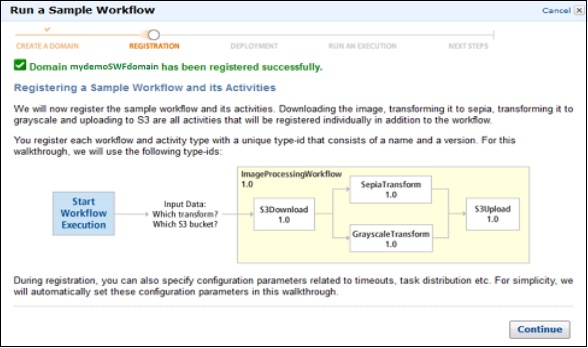 Run a Sample Workflow
Cancel
CREATE A DOMAIN
REGISTRATION
DEPLOYMENT
RUN AN EXECUTION
NEXT STEPS
Domain mydemoSWFdomain has been registered successfully.
Registering a Sample Workflow and its Activities
We will now register the sample workflow and its activities. Downloading the image, transforming it to sepia, transforming it to
grayscale and uploading to S3 are all activities that will be registered individually in addition to the workflow.
You register each workflow and activity type with a unique type-id that consists of a name and a version. For this
walkthrough, we will use the following type-ids:
Start
Workflow
Execution
Input Data:
Which transform?
Which S3 bucket?
ImageProcessingWorkflow
1.0
S3Download
1.0
SepiaTransform
1.0
GrayscaleTransform
1.0
S3Upload
1.0
During registration, you can also specify configuration parameters related to timeouts, task distribution etc. For simplicity, we
will automatically set these configuration parameters in this walkthrough.
Continue